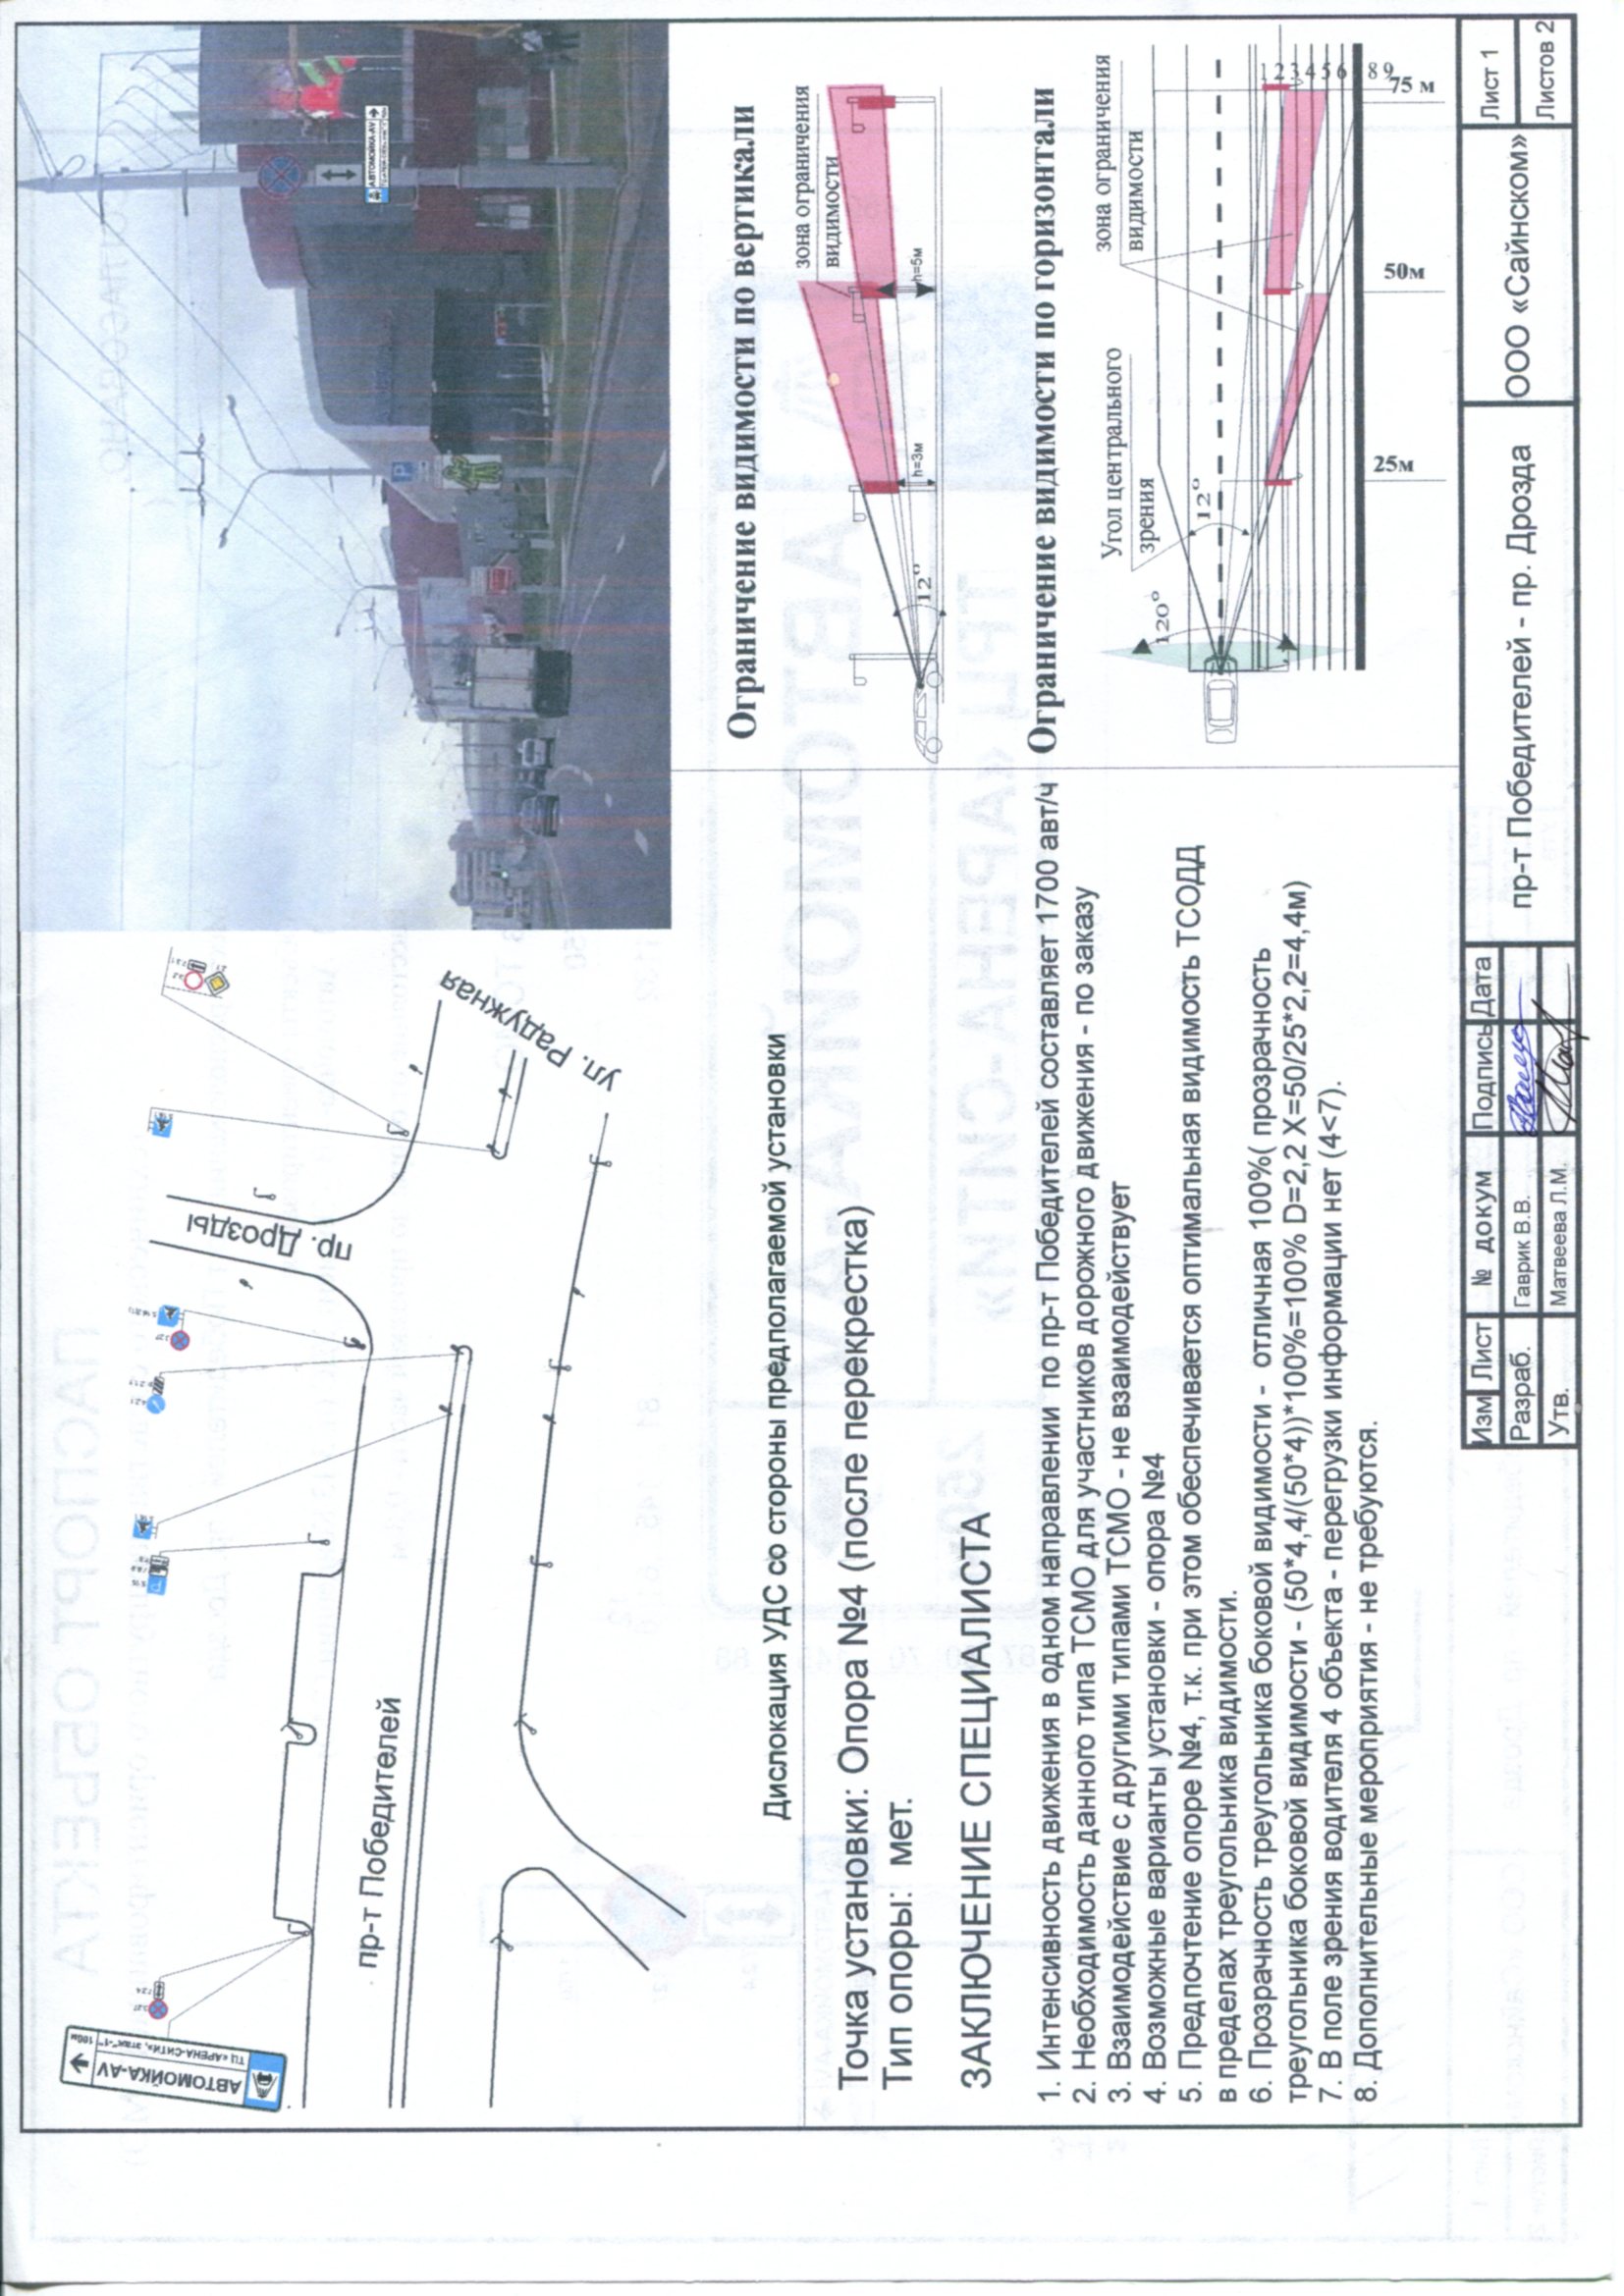 АВТОМОЙКА-AV
ТЦ «АРЕНА-СИТИ», этаж"-1" 100м
пр. Дрозды
ул. Радужная
пр-т Победителей
Дислокация УДС со стороны предполагаемой установки
Точка установки: Опора №4 (после перекрестка)
Тип опоры: мет.
ЗАКЛЮЧЕНИЕ СПЕЦИАЛИСТА
1. Интенсивность движения в одном направлении по пр-т Победителей составляет 1700 авт/ч
2. Необходимость данного типа ТСМО для участников дорожного движения - по заказу
3. Взаимодействие с другими типами ТСМО - не взаимодействует
4. Возможные варианты установки - опора №4
5. Предпочтение опоре №4, т.к. при этом обеспечивается оптимальная видимость ТСОДД
в пределах треугольника видимости.
6. Прозрачность треугольника боковой видимости - отличная 100%( прозрачность
треугольника боковой видимости - (50*4,4/(50*4))*100%=100% D=2,2 X=50/25*2,2=4,4м)
7. В поле зрения водителя 4 объекта - перегрузки информации нет (4<7).
8. Дополнительные мероприятия - не требуются.
АВТОМОЙКА-AV
P
Ограничение видимости по вертикали
зона ограничения
видимости
h=3м
h=5м
12°
Ограничение видимости по горизонтали
Угол центрального
зрения
зона ограничения
видимости
120°
12°
1 2 3 4 5 6 8 9
25м
50м
75 м
Изм Лист № докум Подпись Дата
Разраб. Гаврик В.В.
Утв. Матвеева Л.М.
пр-т Победителей - пр. Дрозда
ООО «Сайнском»
Лист 1
Листов 2